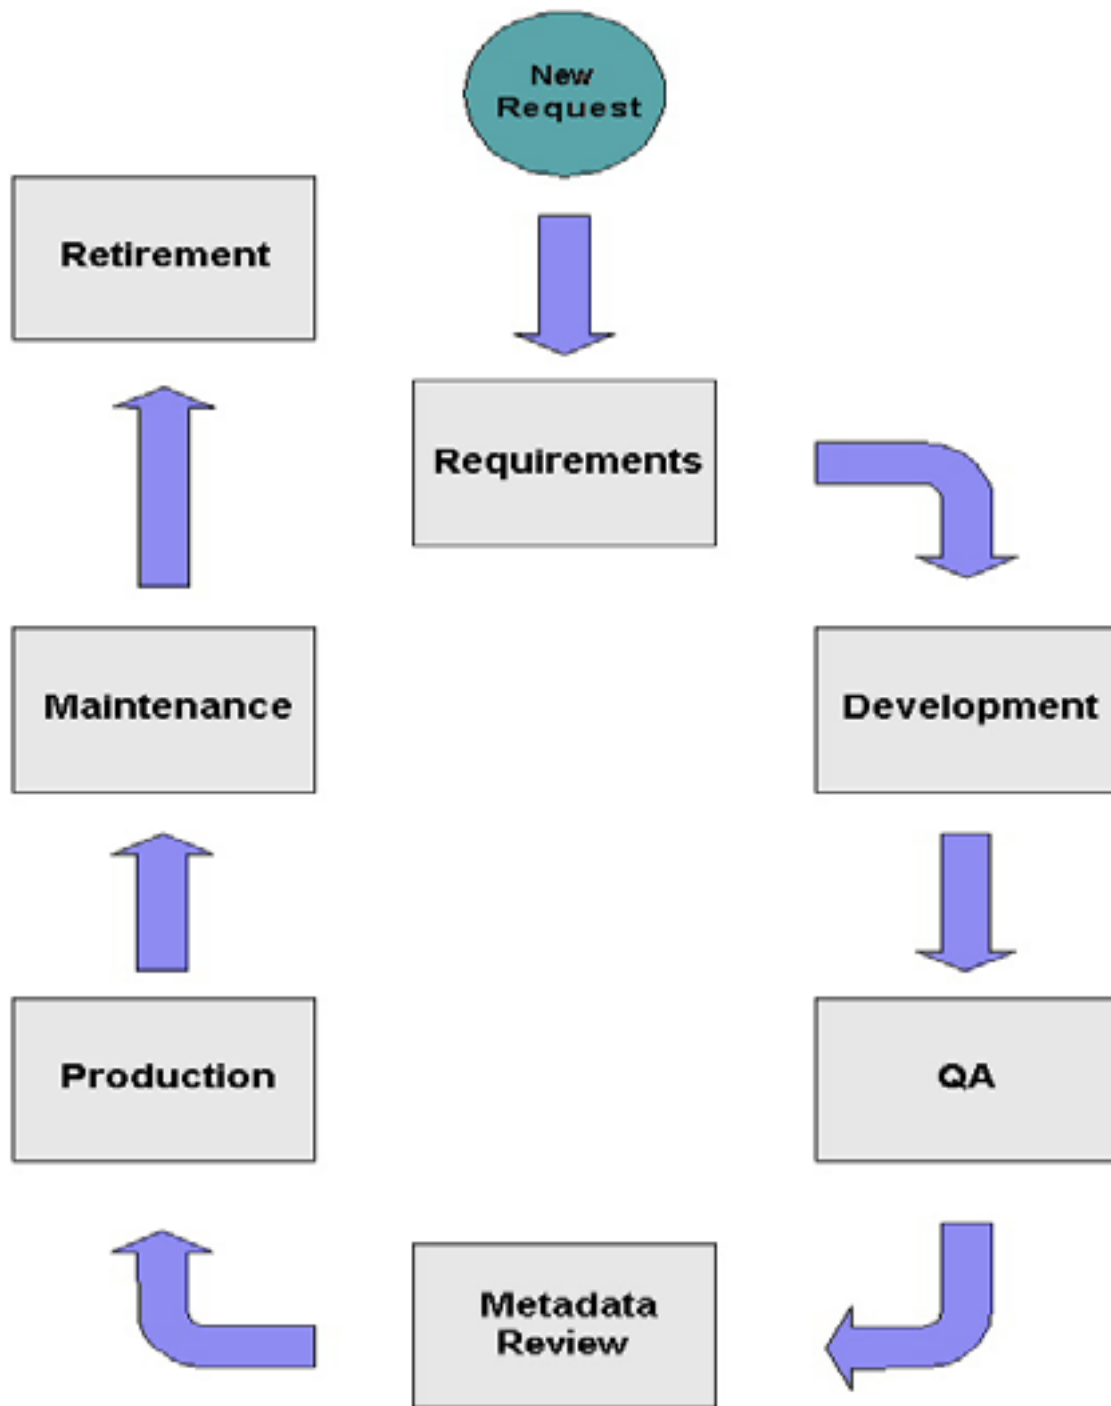 New
Request
Retirement
Requirements
Maintenance
Development
Production
QA
Metadata
Review